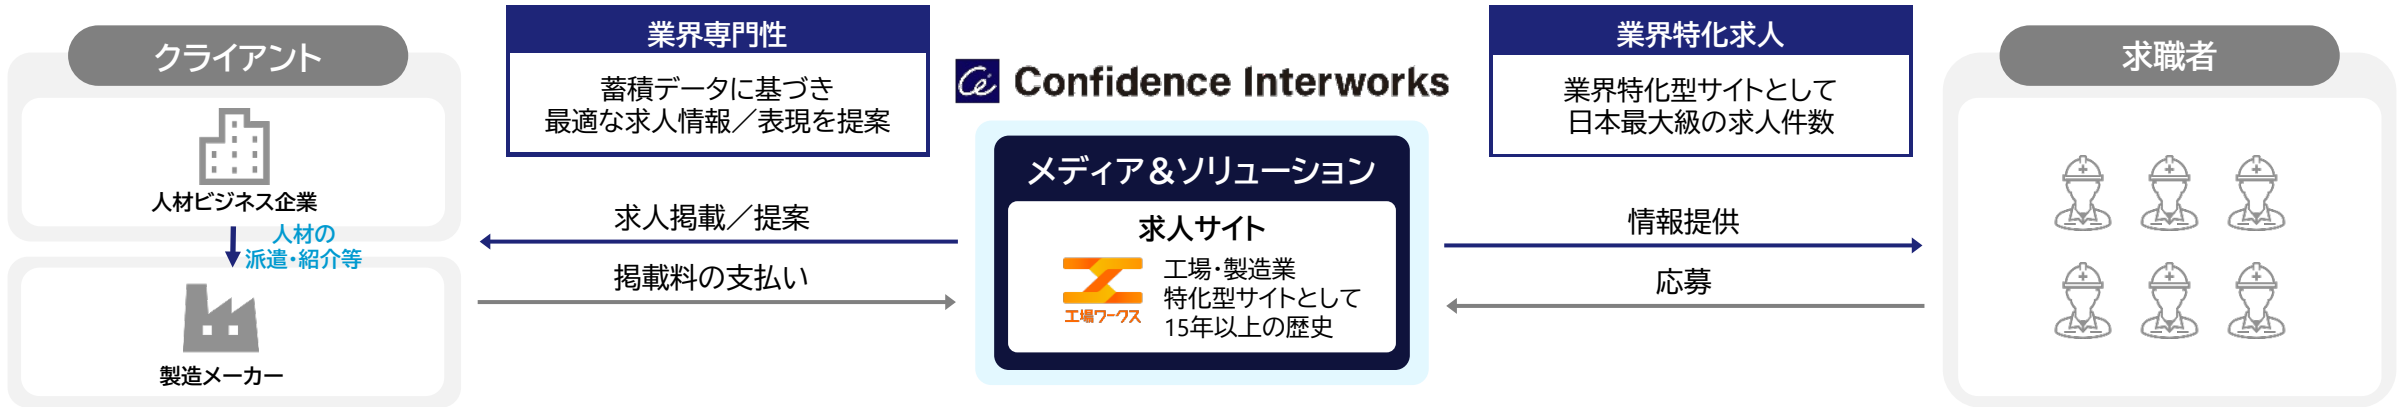 クライアント
人材ビジネス企業
人材の
派遣・紹介等
製造メーカー
業界専門性
蓄積データに基づき
最適な求人情報／表現を提案
求人掲載／提案
掲載料の支払い
Ci Confidence Interworks
メディア＆ソリューション
求人サイト
工場ワークス
工場・製造業
特化型サイトとして
15年以上の歴史
業界特化求人
業界特化型サイトとして
日本最大級の求人件数
情報提供
応募
求職者